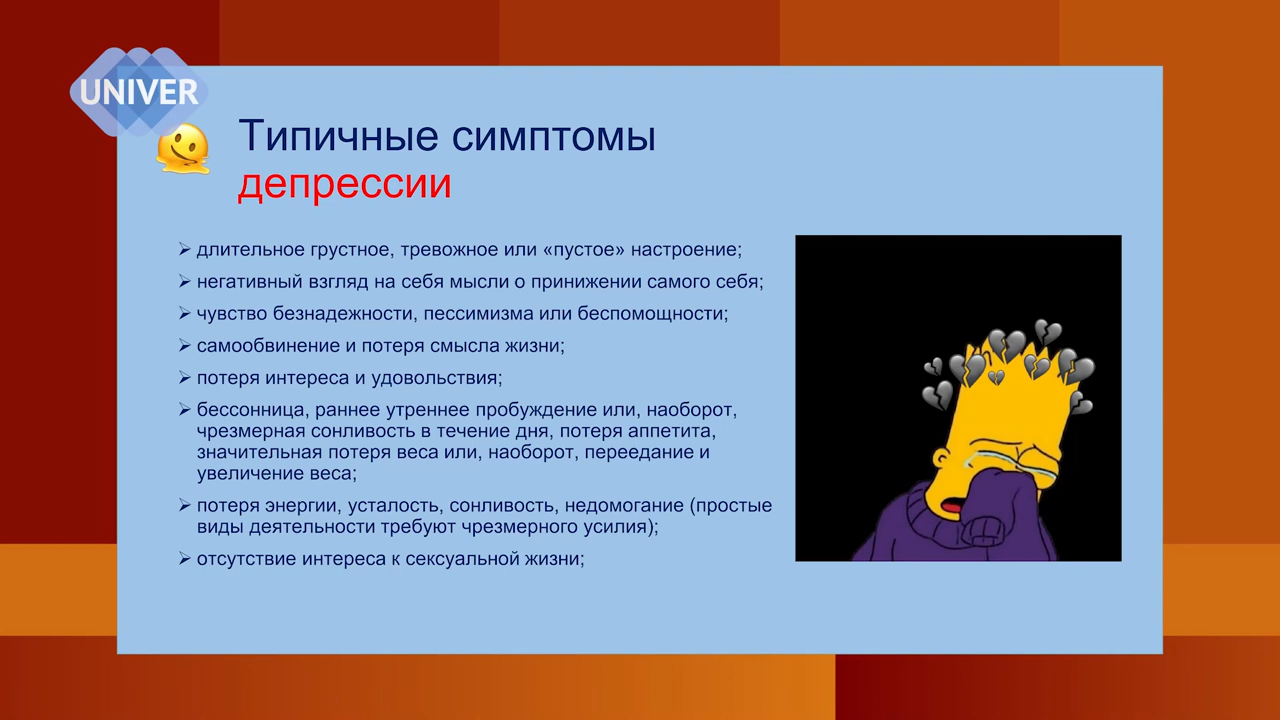 UNIVER
Типичные симптомы
депрессии
длительное грустное, тревожное или «пустое» настроение;
негативный взгляд на себя мысли о принижении самого себя;
чувство безнадежности, пессимизма или беспомощности;
самообвинение и потеря смысла жизни;
потеря интереса и удовольствия;
бессонница, раннее утреннее пробуждение или, наоборот,
чрезмерная сонливость в течение дня, потеря аппетита,
значительная потеря веса или, наоборот, переедание и
увеличение веса;
потеря энергии, усталость, сонливость, недомогание (простые
виды деятельности требуют чрезмерного усилия);
отсутствие интереса к сексуальной жизни;